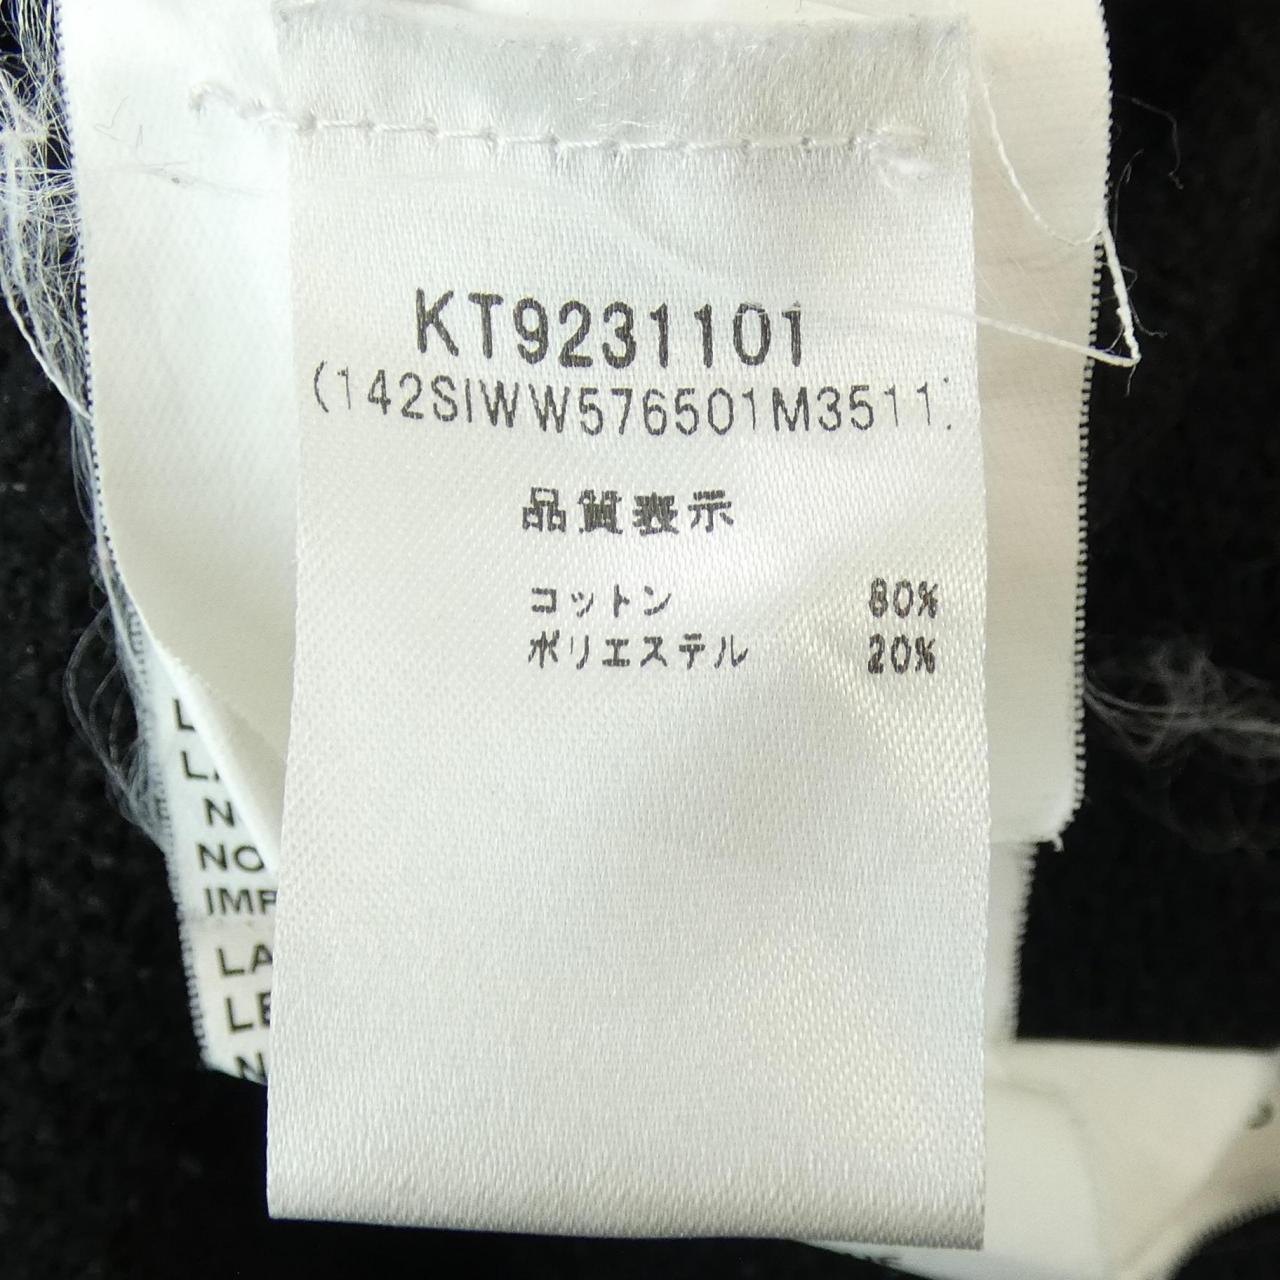 KT9231101
(142SIWW576501M3511)
品質表示
コットン 80%
ポリエステル 20%